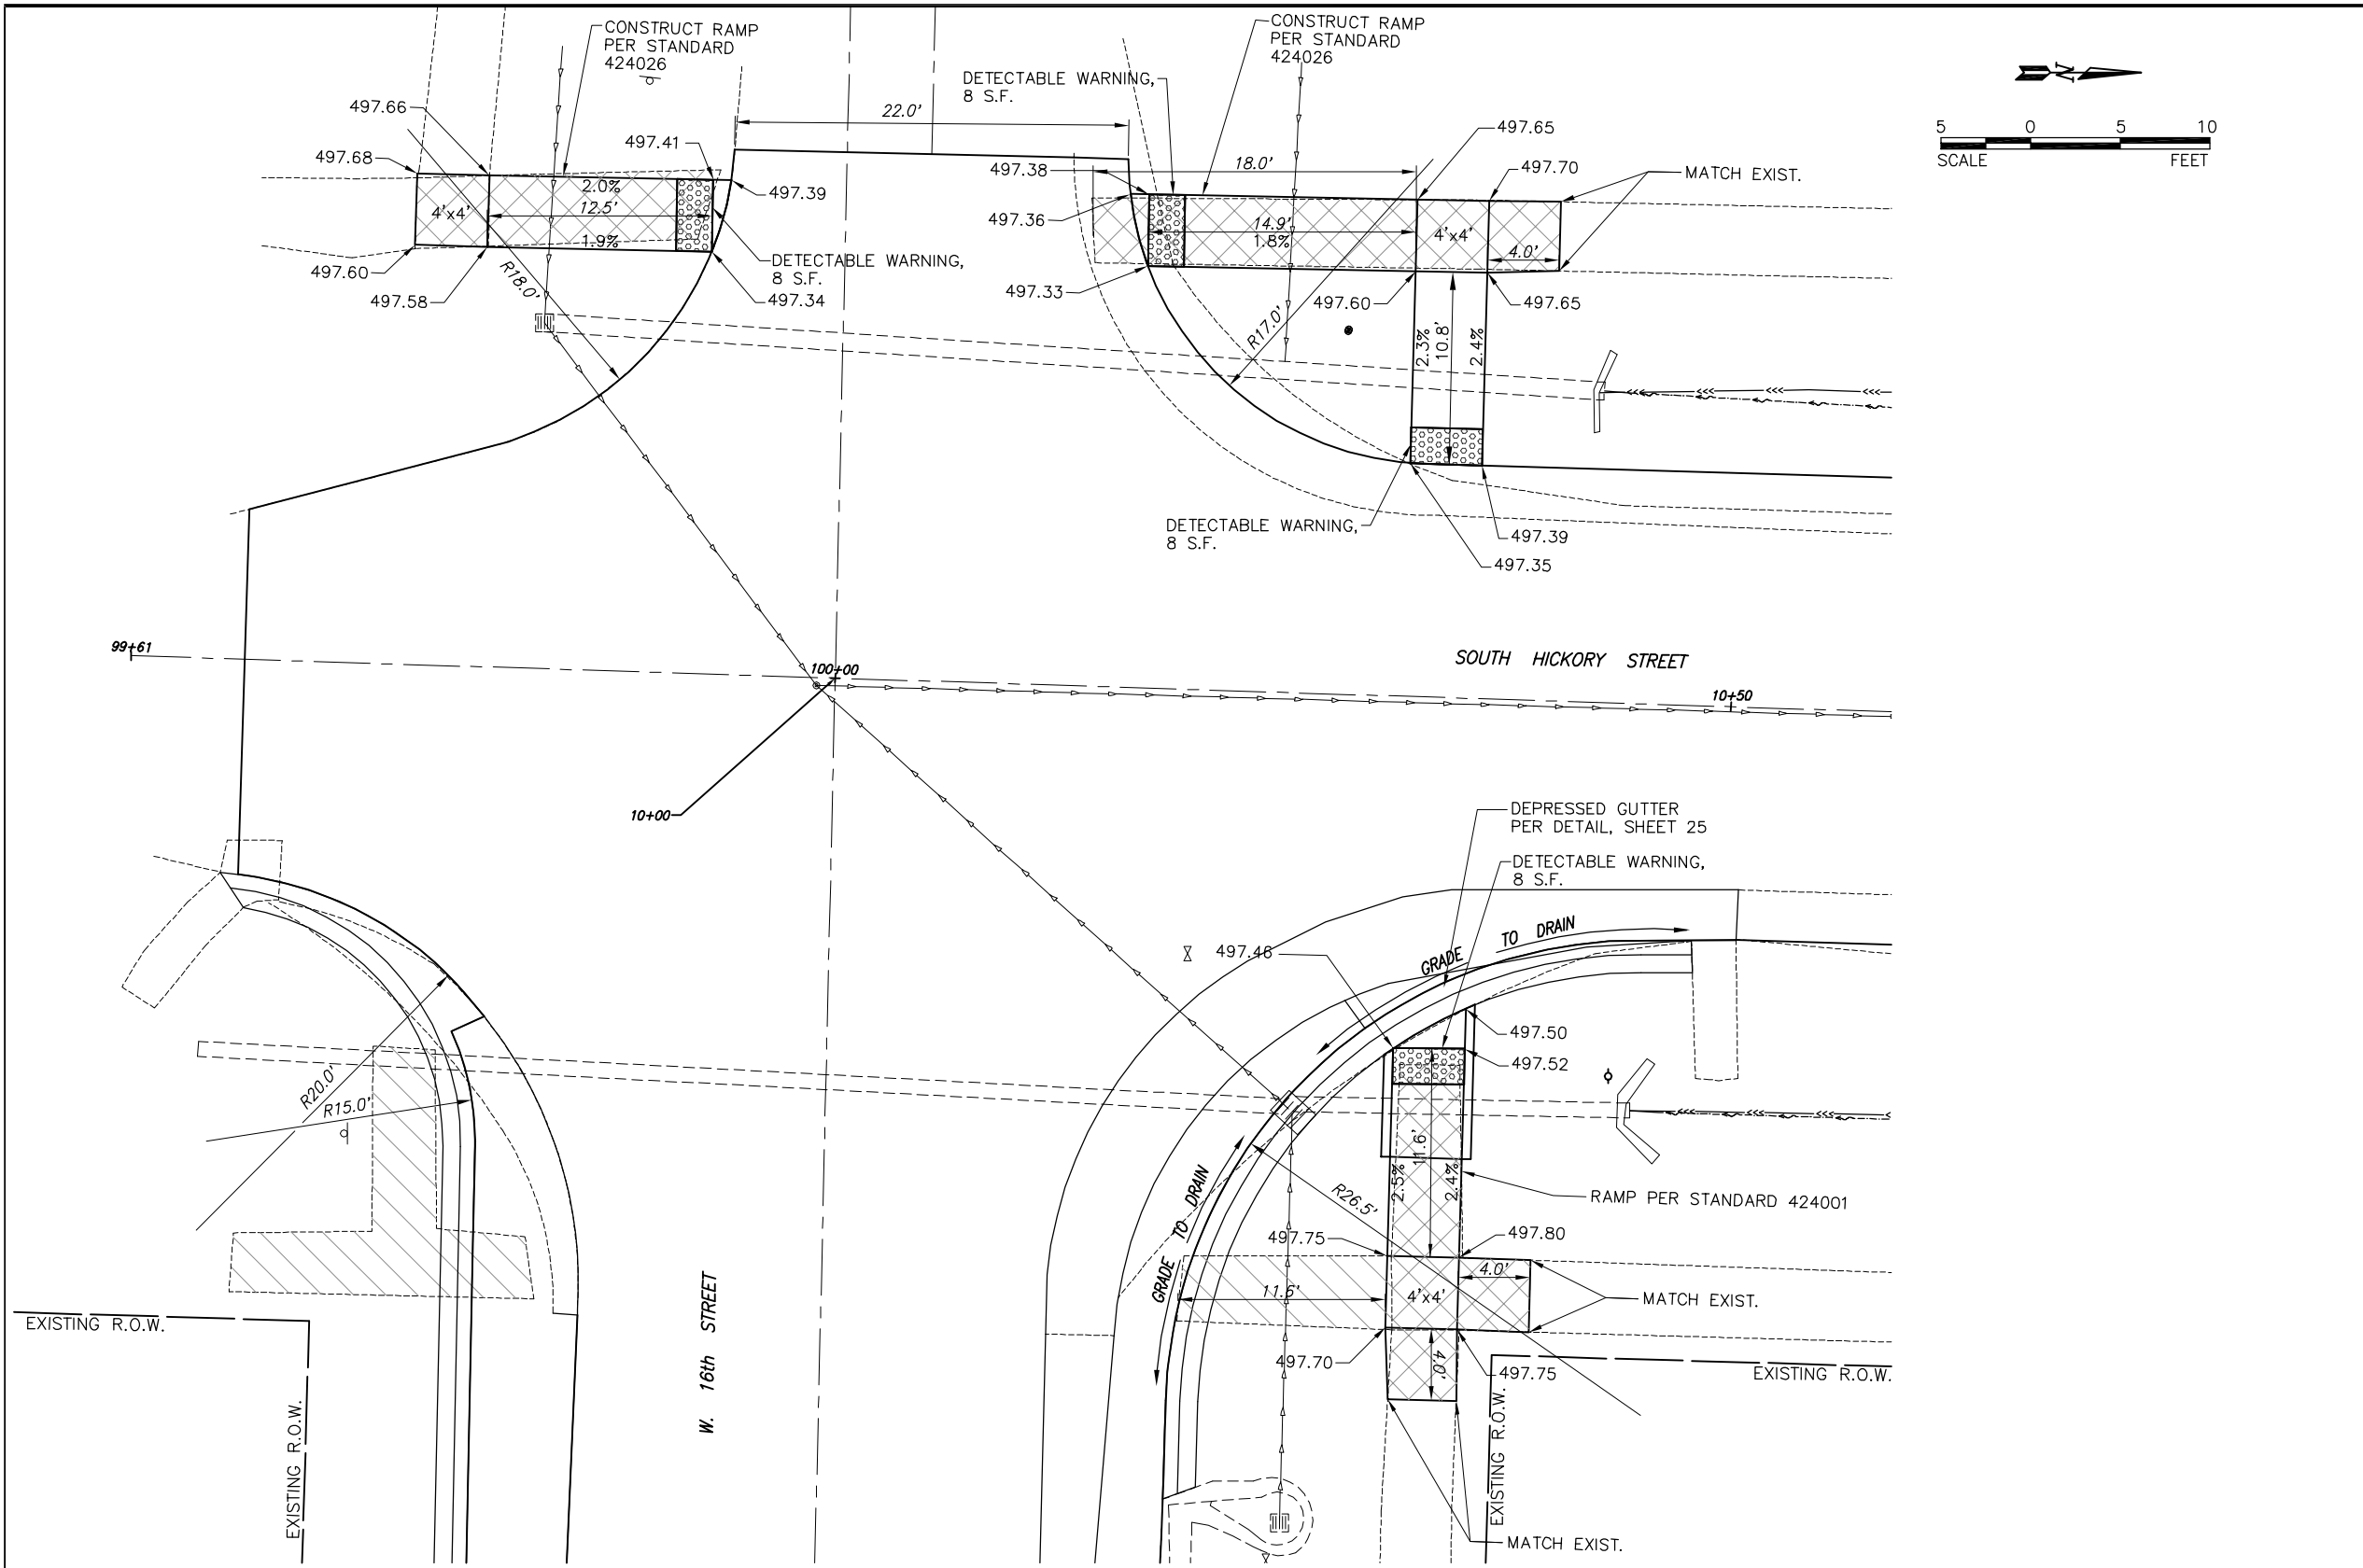 CONSTRUCT RAMP
PER STANDARD
424026
497.66
497.68
497.41
2.0%
4'x4'
12.5'
1.9%
497.39
497.60
497.58
R18.0'
DETECTABLE WARNING,
8 S.F.
497.34
22.0'
DETECTABLE WARNING,
8 S.F.
CONSTRUCT RAMP
PER STANDARD
424026
497.65
497.38
18.0'
497.70
MATCH EXIST.
497.36
14.9'
1.8%
4'x4'
4.0'
497.33
497.60
497.65
R17.0'
2.3%
10.8'
2.4%
DETECTABLE WARNING,
8 S.F.
497.39
497.35
N
5 0 5 10
SCALE FEET
99+61
100+00
SOUTH HICKORY STREET
10+50
10+00
DEPRESSED GUTTER
PER DETAIL, SHEET 25
DETECTABLE WARNING,
8 S.F.
497.46
GRADE TO DRAIN
497.50
497.52
R20.0'
R15.0'
11.6'
2.5%
2.4%
RAMP PER STANDARD 424001
GRADE TO DRAIN
R26.5'
497.75
497.80
4.0'
11.6'
4'x4'
MATCH EXIST.
497.70
4.0'
497.75
EXISTING R.O.W.
EXISTING R.O.W.
W. 16th STREET
EXISTING R.O.W.
EXISTING R.O.W.
MATCH EXIST.